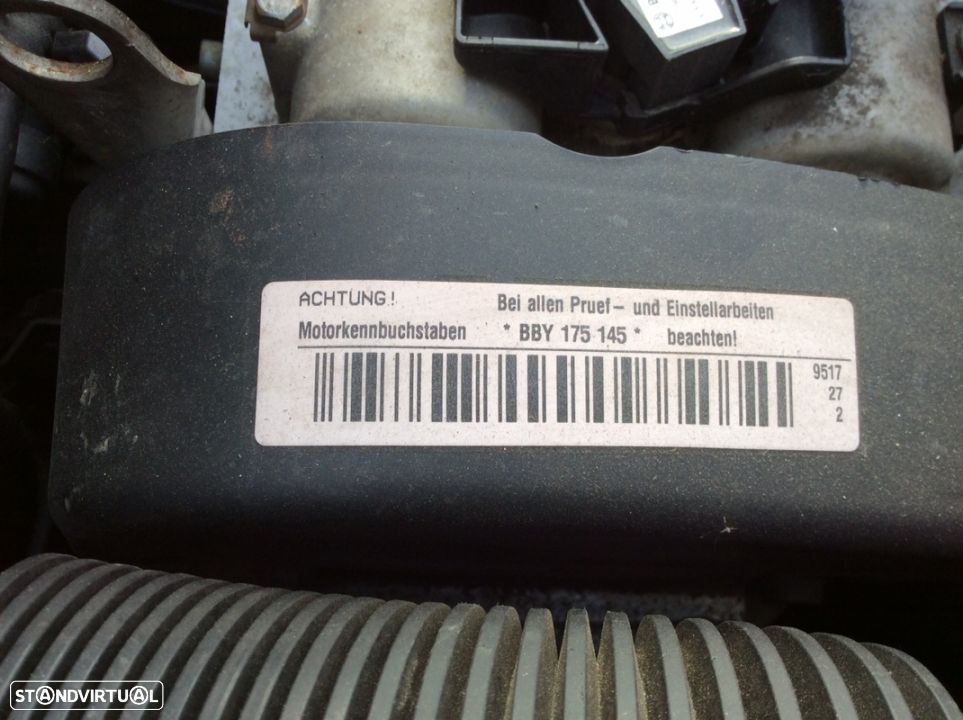 ACHTUNG!
Bei allen Pruef- und Einstellarbeiten
Motorkennbuchstaben * BBY 175 145 * beachten!
9517
27
2
STANDVIRTUAL